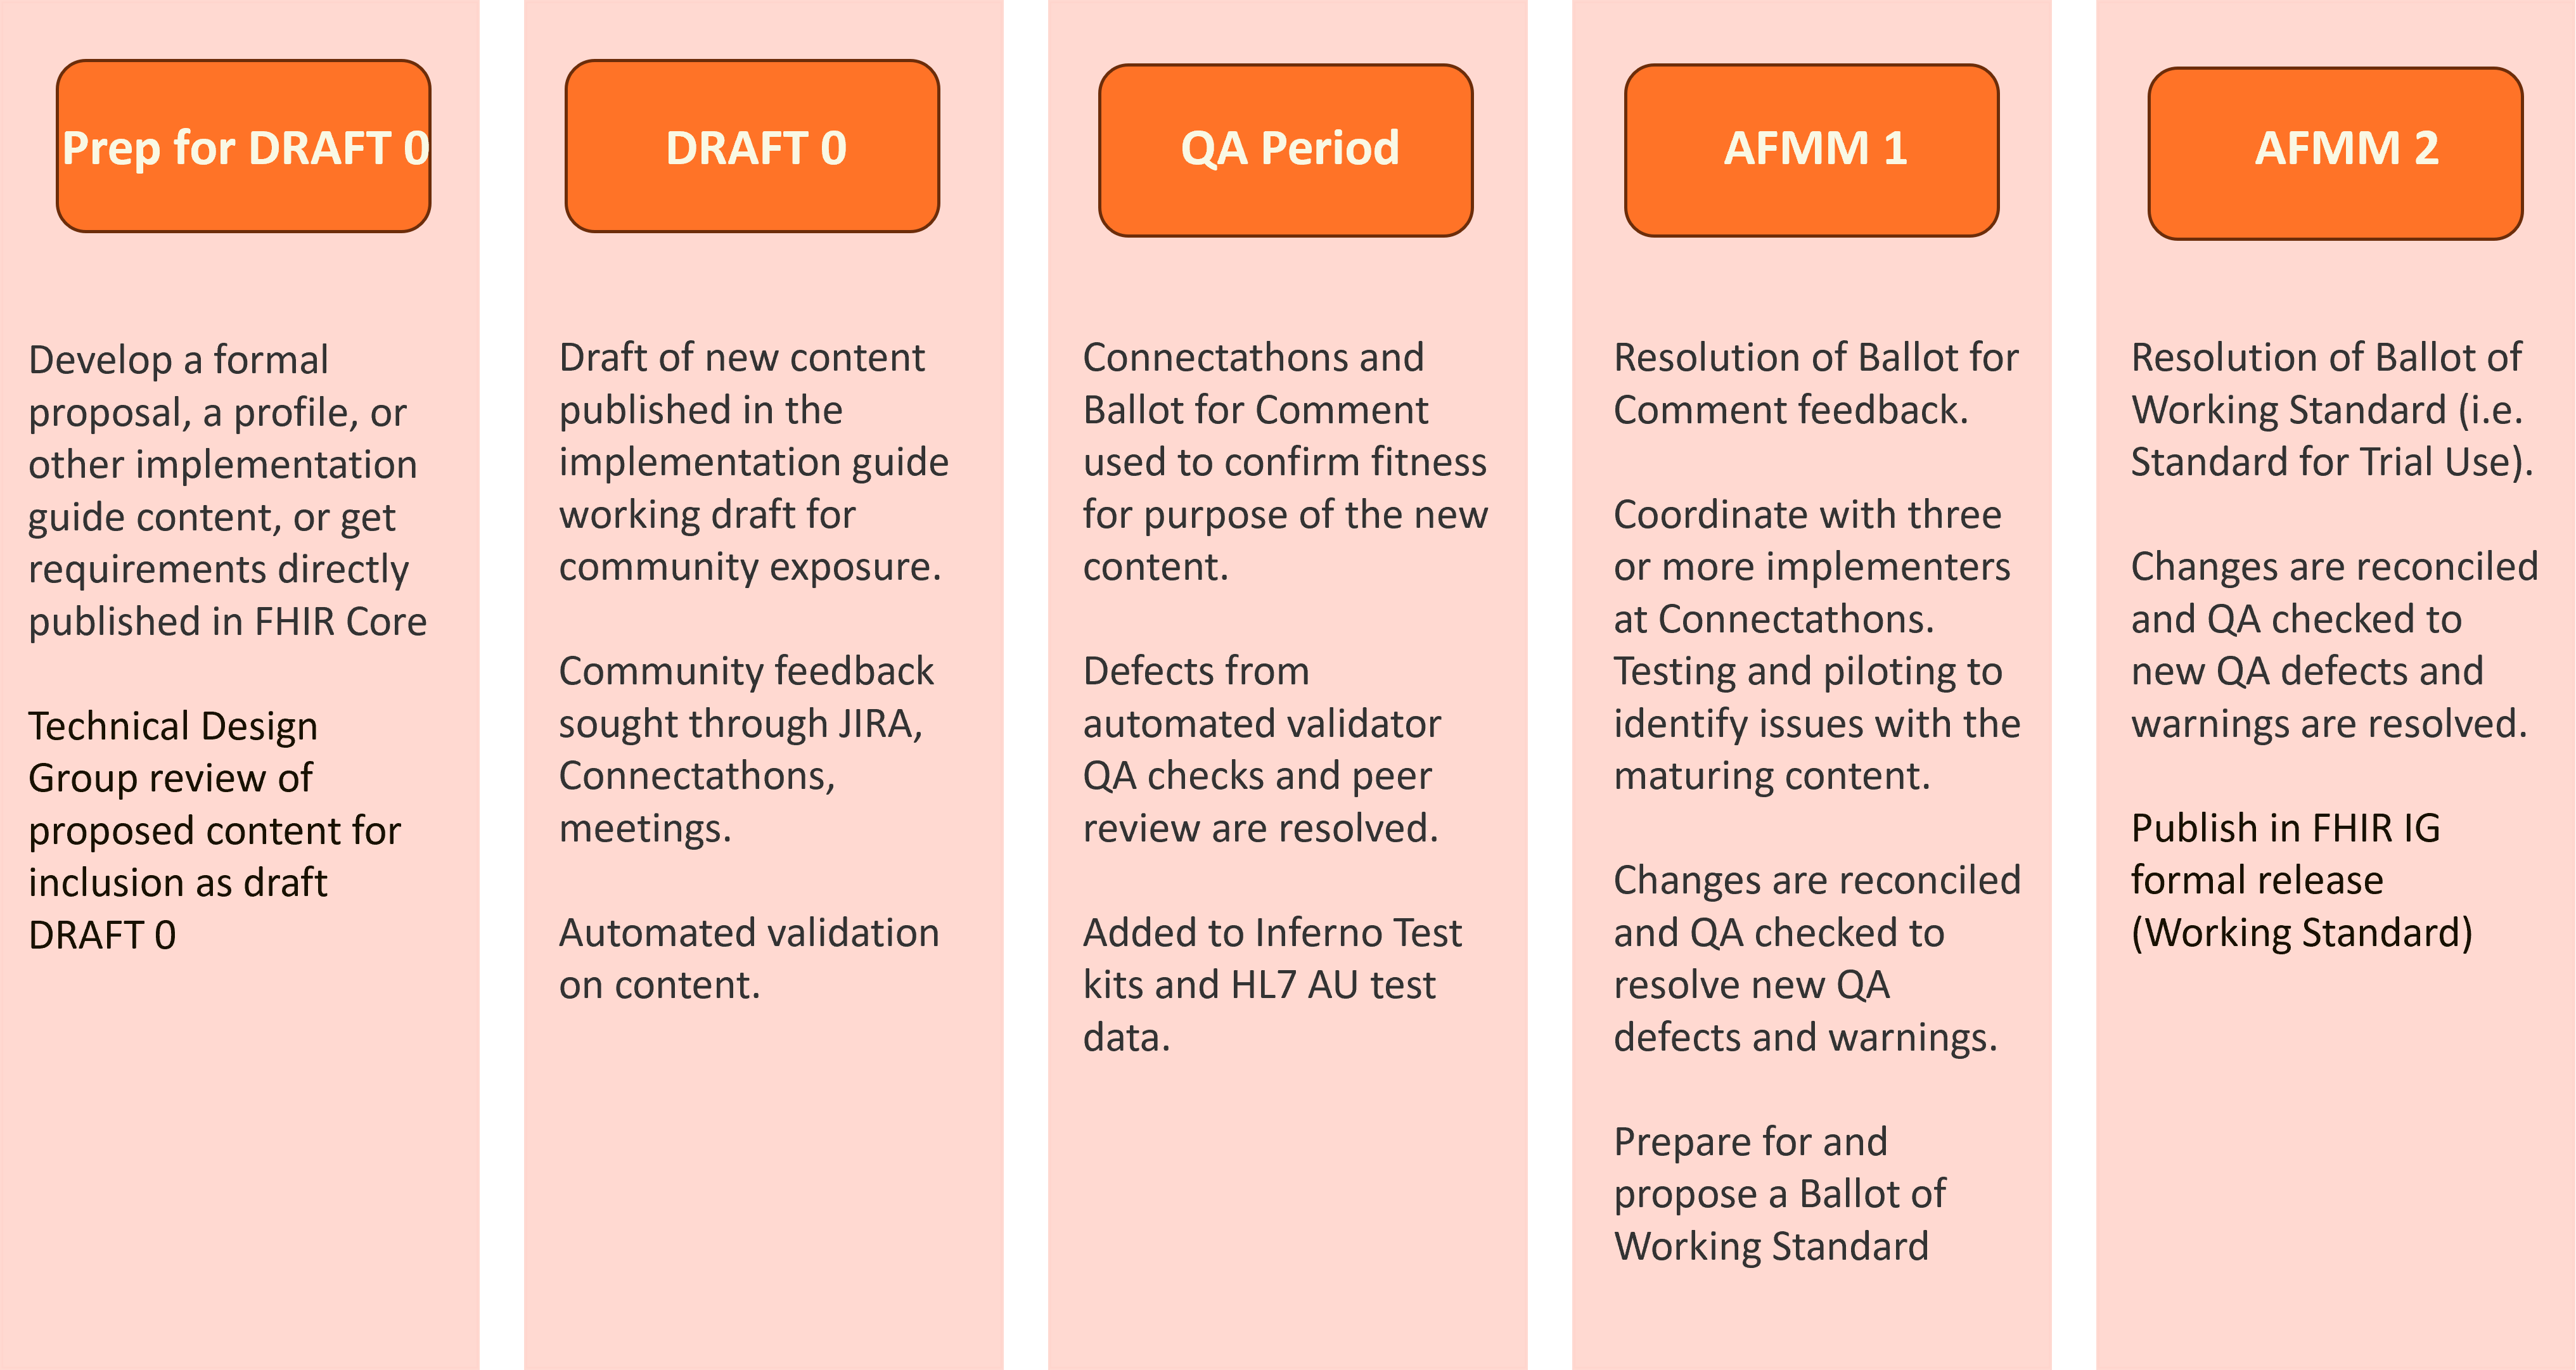 Prep for DRAFT 0
Develop a formal
proposal, a profile, or
other implementation
guide content, or get
requirements directly
published in FHIR Core
Technical Design
Group review of
proposed content for
inclusion as draft
DRAFT 0
DRAFT 0
Draft of new content
published in the
implementation guide
working draft for
community exposure.
Community feedback
sought through JIRA,
Connectathons,
meetings.
Automated validation
on content.
QA Period
Connectathons and
Ballot for Comment
used to confirm fitness
for purpose of the new
content.
Defects from
automated validator
QA checks and peer
review are resolved.
Added to Inferno Test
kits and HL7 AU test
data.
AFMM 1
Resolution of Ballot for
Comment feedback.
Coordinate with three
or more implementers
at Connectathons.
Testing and piloting to
identify issues with the
maturing content.
Changes are reconciled
and QA checked to
resolve new QA
defects and warnings.
Prepare for and
propose a Ballot of
Working Standard
AFMM 2
Resolution of Ballot of
Working Standard (i.e.
Standard for Trial Use).
Changes are reconciled
and QA checked to
new QA defects and
warnings are resolved.
Publish in FHIR IG
formal release
(Working Standard)